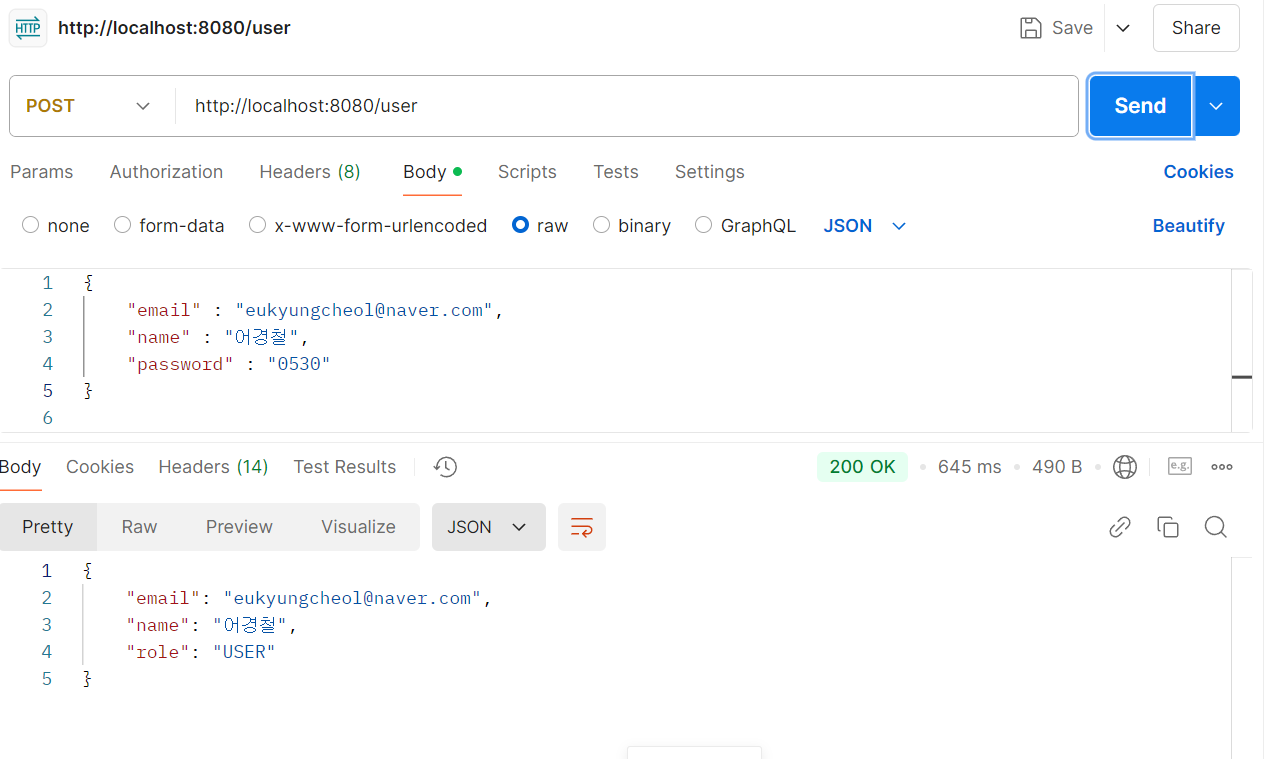 HTTP http://localhost:8080/user Save Share
POST http://localhost:8080/user Send
Params Authorization Headers (8) Body Scripts Tests Settings Cookies
none form-data x-www-form-urlencoded raw binary GraphQL JSON Beautify
1 {
2 "email" : "eukyungcheol@naver.com",
3 "name" : "어경철",
4 "password" : "0530"
5 }
6
Body Cookies Headers (14) Test Results 200 OK 645 ms 490 B e.g.
Pretty Raw Preview Visualize JSON
1 {
2 "email": "eukyungcheol@naver.com",
3 "name": "어경철",
4 "role": "USER"
5 }